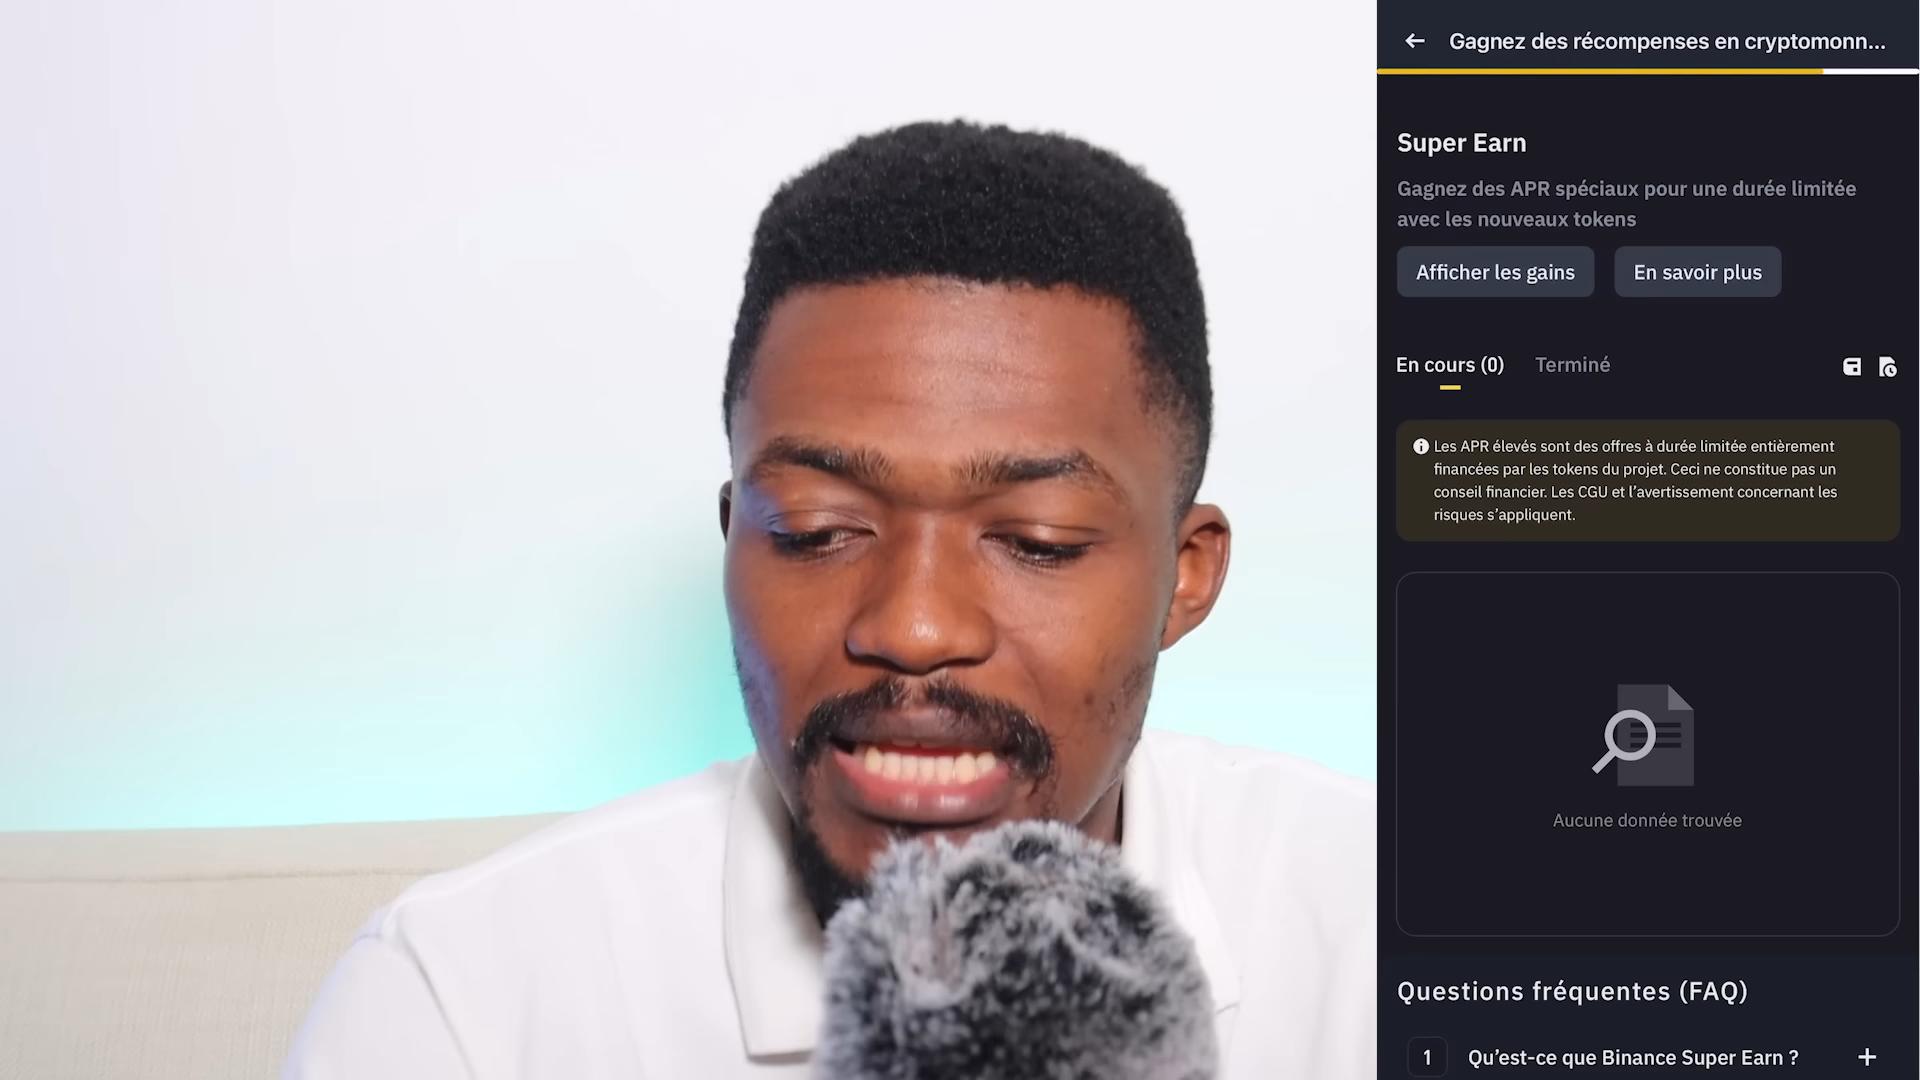 Gagnez des récompenses en cryptomonn...
Super Earn
Gagnez des APR spéciaux pour une durée limitée
avec les nouveaux tokens
Afficher les gains
En savoir plus
En cours (0)
Terminé
Les APR élevés sont des offres à durée limitée entièrement
financées par les tokens du projet. Ceci ne constitue pas un
conseil financier. Les CGU et l’avertissement concernant les
risques s’appliquent.
Aucune donnée trouvée
Questions fréquentes (FAQ)
1 Qu’est-ce que Binance Super Earn ? +